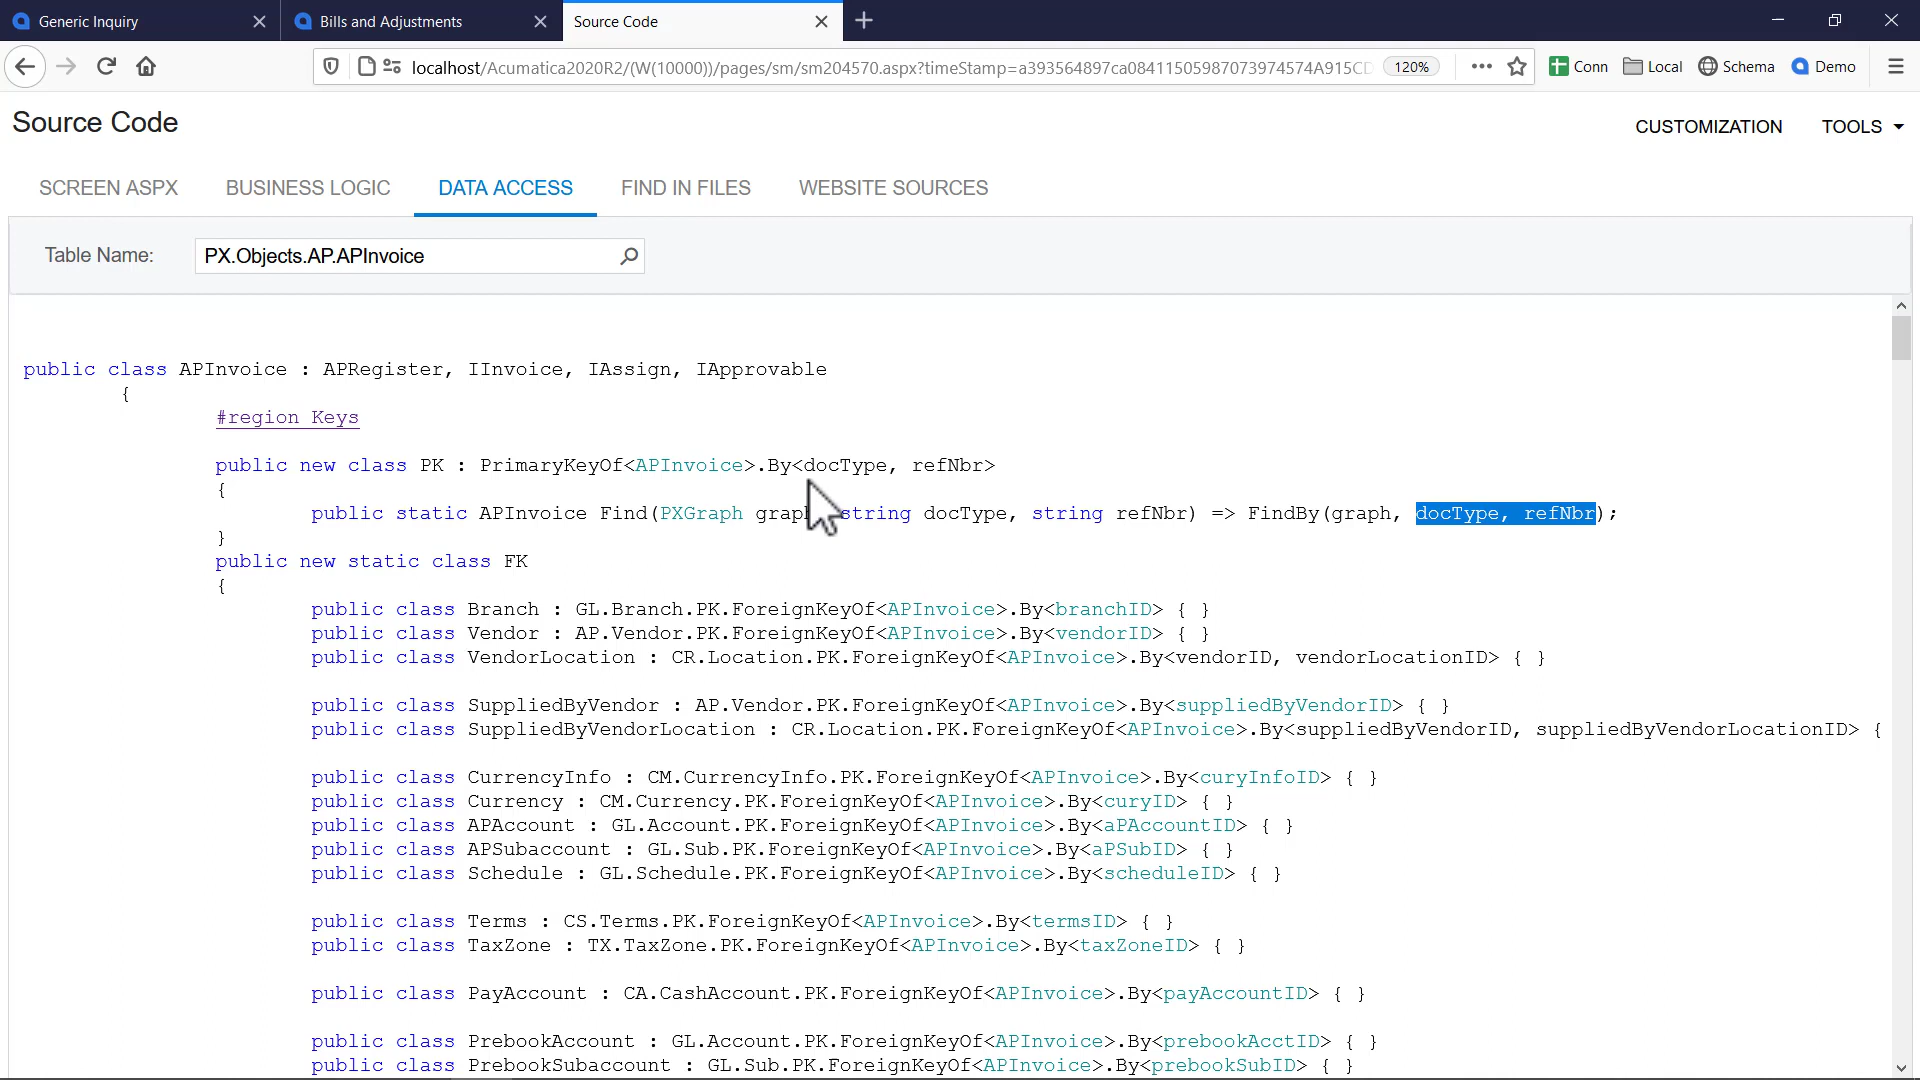 Generic Inquiry
Bills and Adjustments
Source Code
localhost/Acumatica2020R2/(W(10000))/pages/sm/sm204570.aspx?timeStamp=a393564897ca08411505987073974574A915CD
120%
Conn
Local
Schema
Demo
Source Code
CUSTOMIZATION
TOOLS
SCREEN ASPX
BUSINESS LOGIC
DATA ACCESS
FIND IN FILES
WEBSITE SOURCES
Table Name:
PX.Objects.AP.APInvoice
public class APInvoice : APRegister, IInvoice, IAssign, IApprovable
{
#region Keys
public new class PK : PrimaryKeyOf<APInvoice>.By<docType, refNbr>
{
public static APInvoice Find(PXGraph graph string docType, string refNbr) => FindBy(graph, docType, refNbr);
}
public new static class FK
{
public class Branch : GL.Branch.PK.ForeignKeyOf<APInvoice>.By<branchID> { }
public class Vendor : AP.Vendor.PK.ForeignKeyOf<APInvoice>.By<vendorID> { }
public class VendorLocation : CR.Location.PK.ForeignKeyOf<APInvoice>.By<vendorID, vendorLocationID> { }
public class SuppliedByVendor : AP.Vendor.PK.ForeignKeyOf<APInvoice>.By<suppliedByVendorID> { }
public class SuppliedByVendorLocation : CR.Location.PK.ForeignKeyOf<APInvoice>.By<suppliedByVendorID, suppliedByVendorLocationID> {
public class CurrencyInfo : CM.CurrencyInfo.PK.ForeignKeyOf<APInvoice>.By<curyInfoID> { }
public class Currency : CM.Currency.PK.ForeignKeyOf<APInvoice>.By<curyID> { }
public class APAccount : GL.Account.PK.ForeignKeyOf<APInvoice>.By<aPAccountID> { }
public class APSubaccount : GL.Sub.PK.ForeignKeyOf<APInvoice>.By<aPSubID> { }
public class Schedule : GL.Schedule.PK.ForeignKeyOf<APInvoice>.By<scheduleID> { }
public class Terms : CS.Terms.PK.ForeignKeyOf<APInvoice>.By<termsID> { }
public class TaxZone : TX.TaxZone.PK.ForeignKeyOf<APInvoice>.By<taxZoneID> { }
public class PayAccount : CA.CashAccount.PK.ForeignKeyOf<APInvoice>.By<payAccountID> { }
public class PrebookAccount : GL.Account.PK.ForeignKeyOf<APInvoice>.By<prebookAcctID> { }
public class PrebookSubaccount : GL.Sub.PK.ForeignKeyOf<APInvoice>.By<prebookSubID> { }